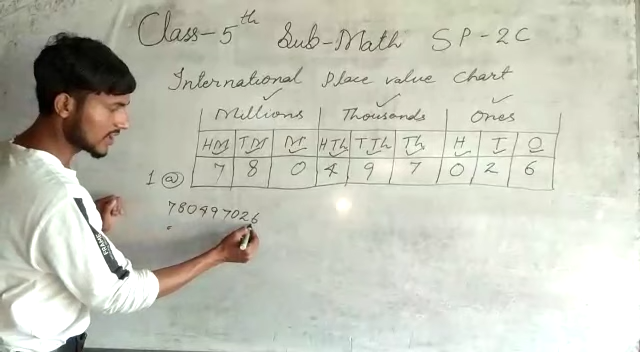 Class-5th Sub-Math SP-2C
International Place value Chart
Millions Thousands Ones
HM TM M HTh TTh Th H T O
1 (a) 7 8 0 4 9 7 0 2 6
780497026